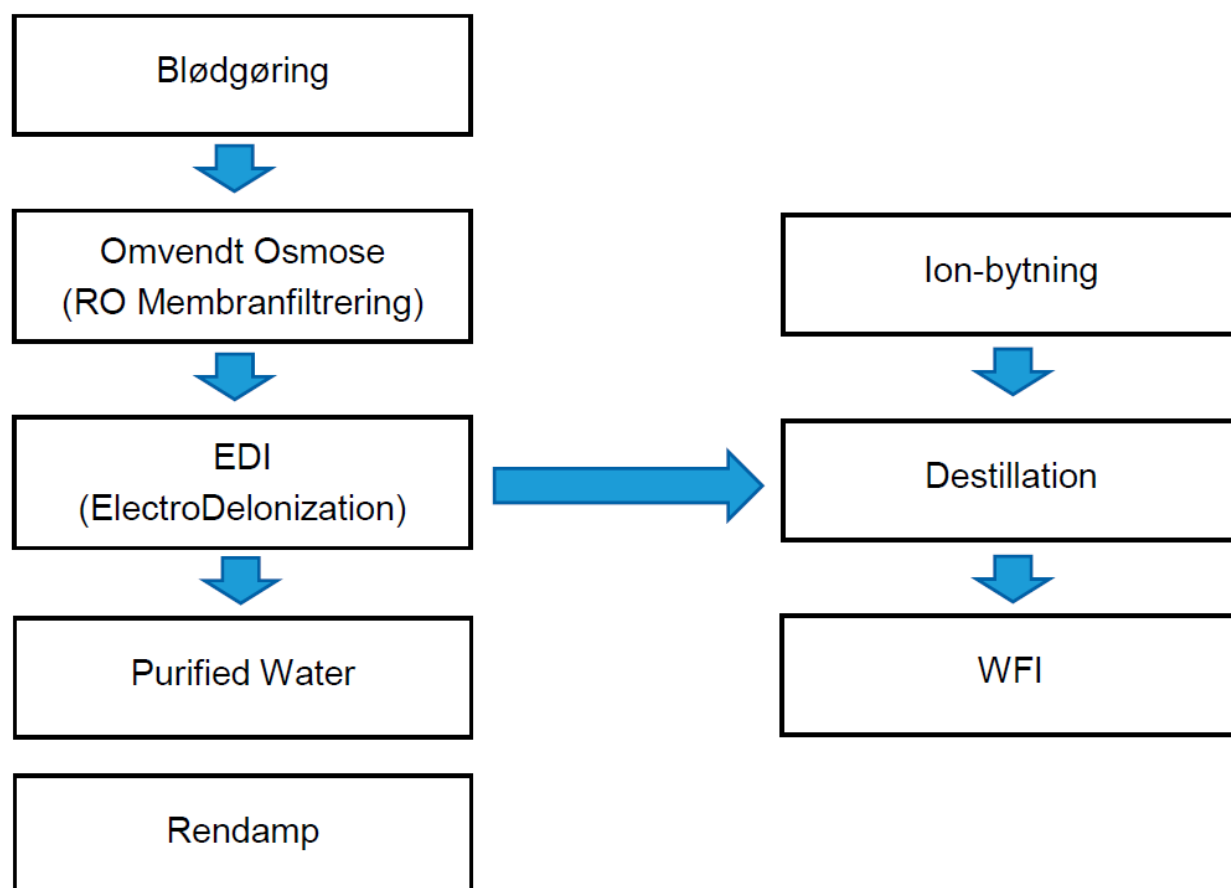 Blødgøring
Omvendt Osmose
(RO Membranfiltrering)
EDI
(ElectroDelonization)
Purified Water
Rendamp
Ion-bytning
Destillation
WFI